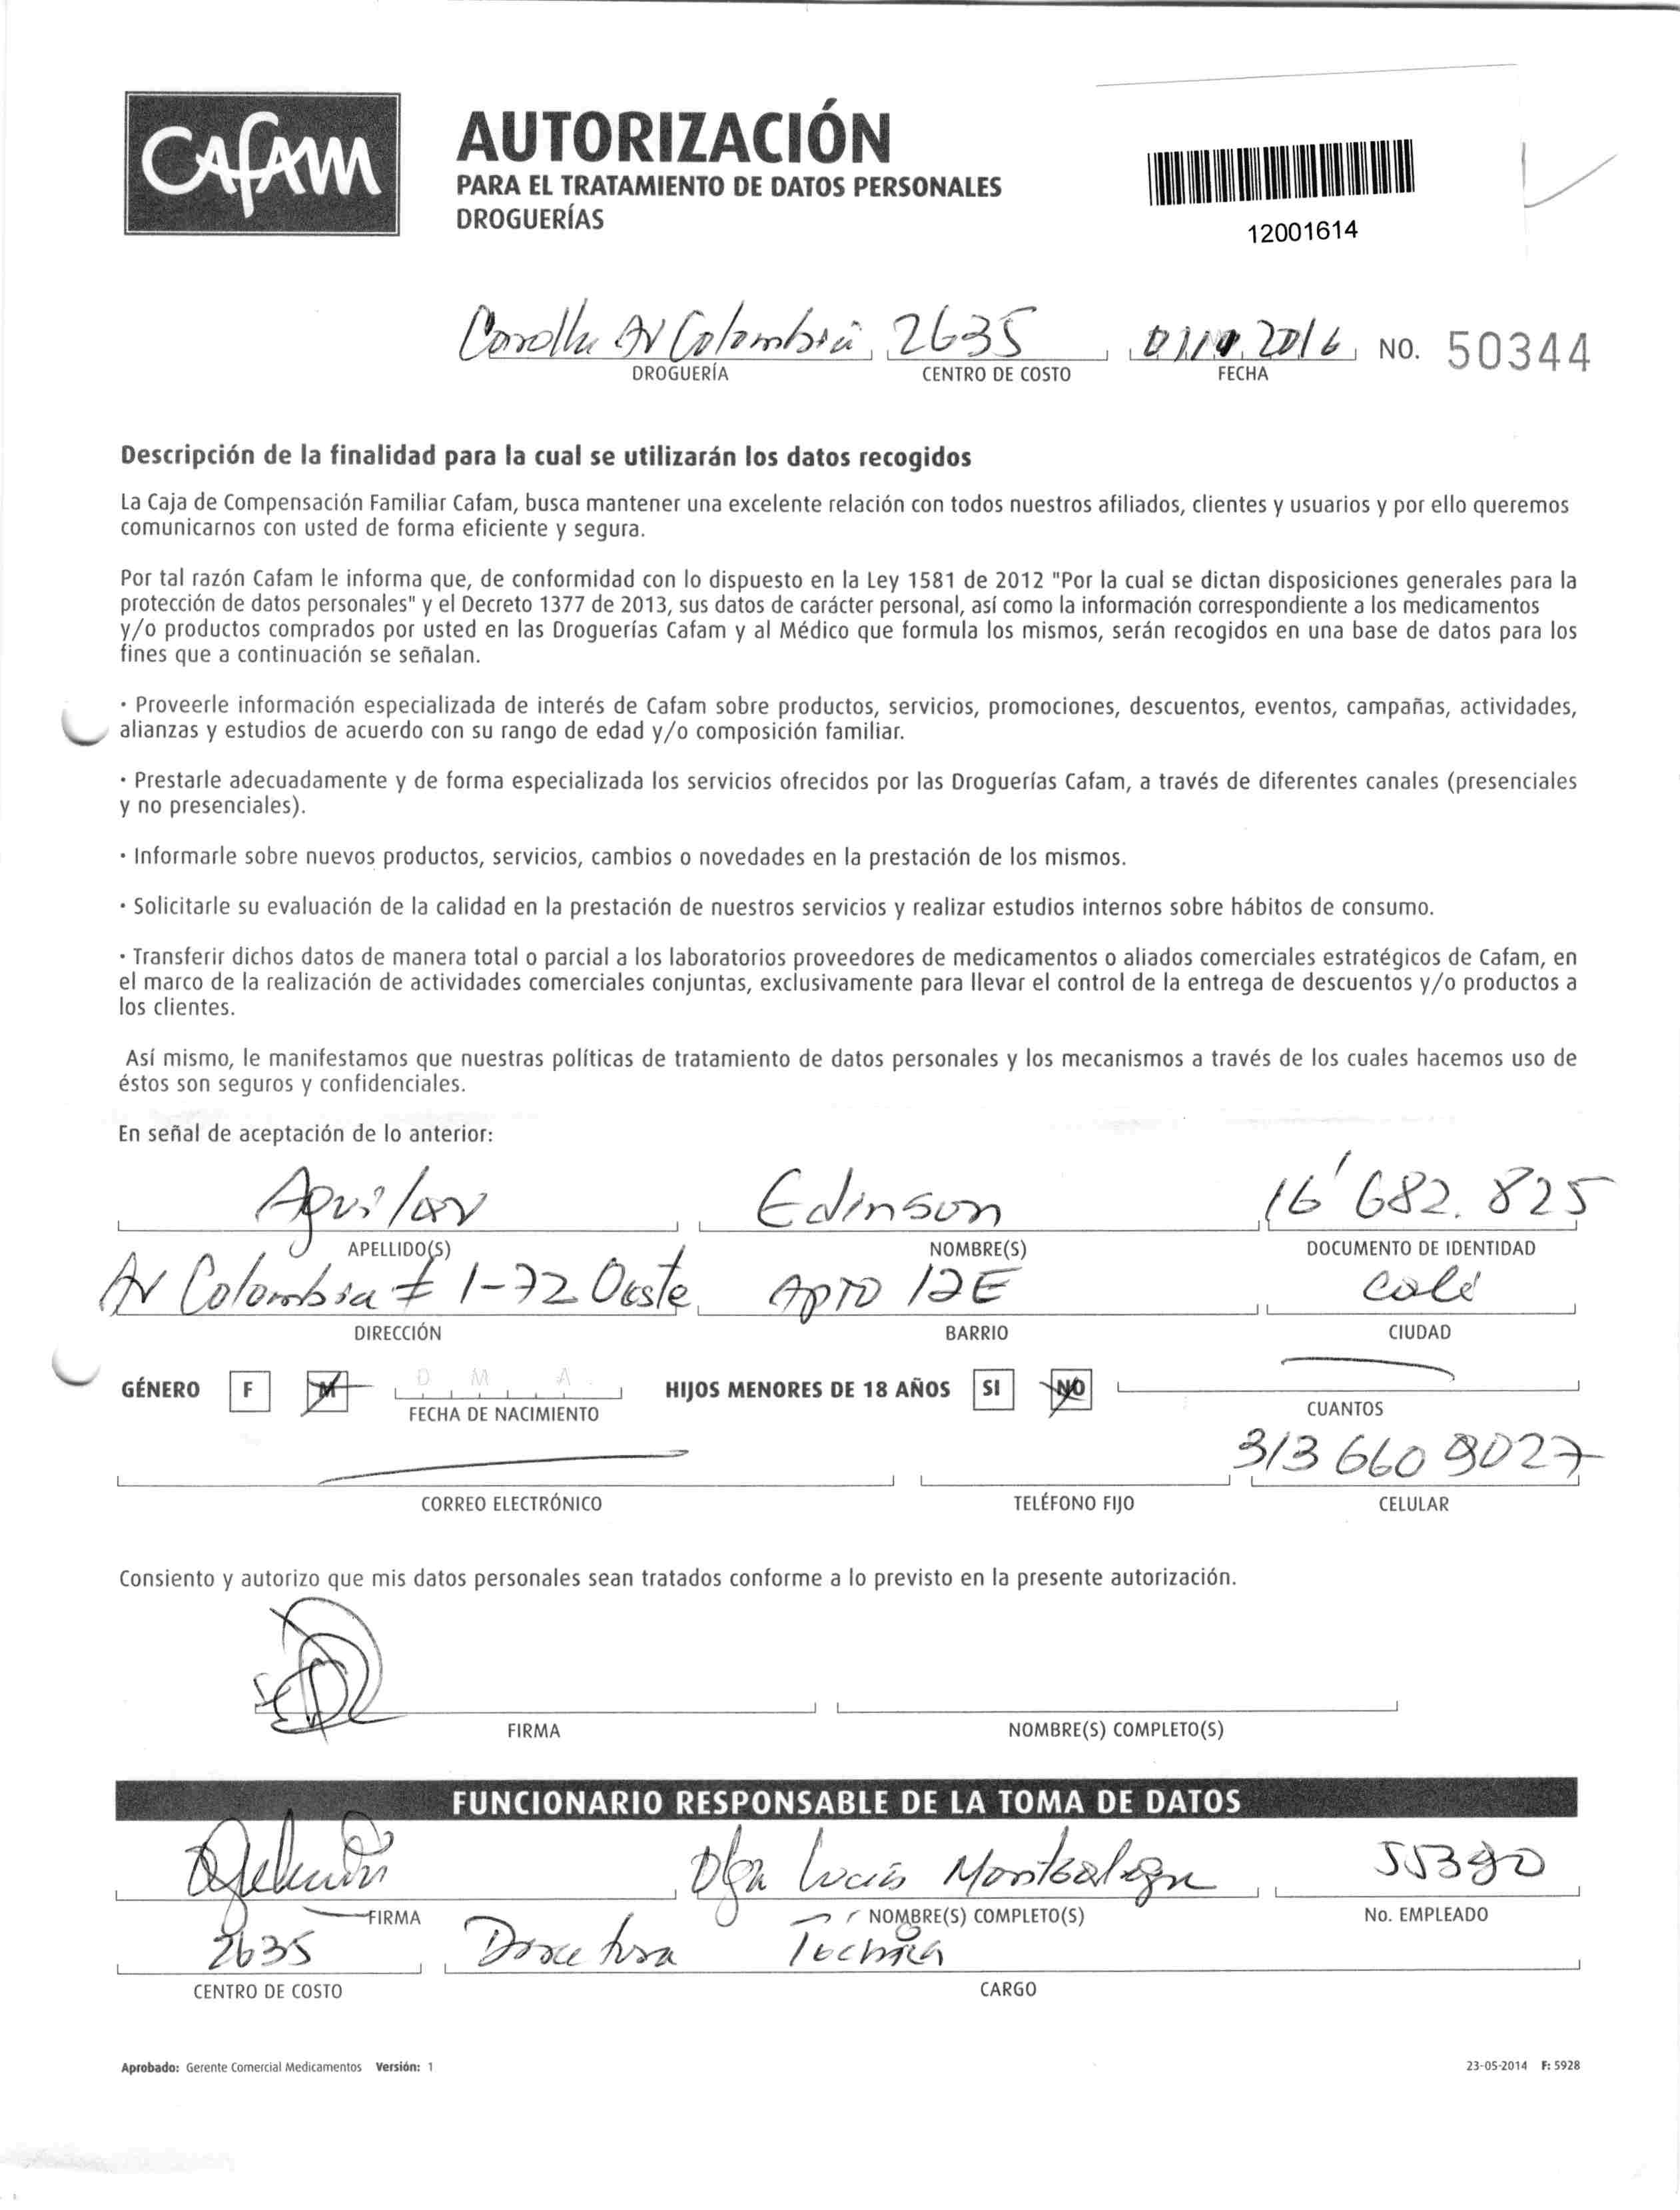 CAFAM
AUTORIZACIÓN
PARA EL TRATAMIENTO DE DATOS PERSONALES
DROGUERÍAS
12001614
Av Colombia 2635 2016 NO. 50344
DROGUERÍA CENTRO DE COSTO FECHA
Descripción de la finalidad para la cual se utilizarán los datos recogidos
La Caja de Compensación Familiar Cafam, busca mantener una excelente relación con todos nuestros afiliados, clientes y usuarios y por ello queremos
comunicarnos con usted de forma eficiente y segura.
Por tal razón Cafam le informa que, de conformidad con lo dispuesto en la Ley 1581 de 2012 "Por la cual se dictan disposiciones generales para la
protección de datos personales" y el Decreto 1377 de 2013, sus datos de carácter personal, así como la información correspondiente a los medicamentos
y/o productos comprados por usted en las Droguerías Cafam y al Médico que formula los mismos, serán recogidos en una base de datos para los
fines que a continuación se señalan.
· Proveerle información especializada de interés de Cafam sobre productos, servicios, promociones, descuentos, eventos, campañas, actividades,
alianzas y estudios de acuerdo con su rango de edad y/o composición familiar.
· Prestarle adecuadamente y de forma especializada los servicios ofrecidos por las Droguerías Cafam, a través de diferentes canales (presenciales
y no presenciales).
· Informarle sobre nuevos productos, servicios, cambios o novedades en la prestación de los mismos.
· Solicitarle su evaluación de la calidad en la prestación de nuestros servicios y realizar estudios internos sobre hábitos de consumo.
· Transferir dichos datos de manera total o parcial a los laboratorios proveedores de medicamentos o aliados comerciales estratégicos de Cafam, en
el marco de la realización de actividades comerciales conjuntas, exclusivamente para llevar el control de la entrega de descuentos y/o productos a
los clientes.
Así mismo, le manifestamos que nuestras políticas de tratamiento de datos personales y los mecanismos a través de los cuales hacemos uso de
éstos son seguros y confidenciales.
En señal de aceptación de lo anterior:
Aguilar Edinson 16'682.825
APELLIDO(S) NOMBRE(S) DOCUMENTO DE IDENTIDAD
Av Colombia # 1-72 Oeste Apto 12E Cali
DIRECCIÓN BARRIO CIUDAD
GÉNERO F M D M A HIJOS MENORES DE 18 AÑOS SI NO
FECHA DE NACIMIENTO CUANTOS
313 660 9027
CORREO ELECTRÓNICO TELÉFONO FIJO CELULAR
Consiento y autorizo que mis datos personales sean tratados conforme a lo previsto en la presente autorización.
FIRMA NOMBRE(S) COMPLETO(S)
FUNCIONARIO RESPONSABLE DE LA TOMA DE DATOS
Olga Lucia Montealegre 55390
FIRMA NOMBRE(S) COMPLETO(S) No. EMPLEADO
2635 Directora Técnica
CENTRO DE COSTO CARGO
Aprobado: Gerente Comercial Medicamentos Versión: 1 23-05-2014 F: 5928